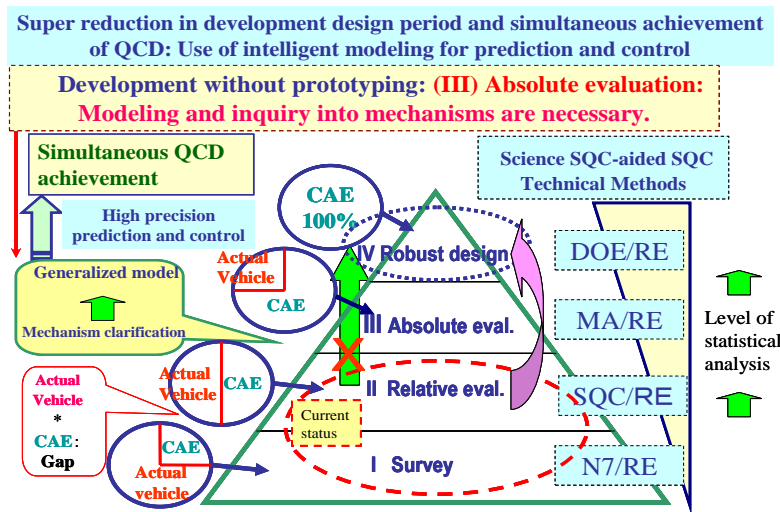 Super reduction in development design period and simultaneous achievement
of QCD: Use of intelligent modeling for prediction and control
Development without prototyping: (III) Absolute evaluation:
Modeling and inquiry into mechanisms are necessary.
Simultaneous QCD
achievement
High precision
prediction and control
Generalized model
Mechanism clarification
Actual
Vehicle
*
CAE:
Gap
CAE
100%
Actual
Vehicle
CAE
Actual
Vehicle
CAE
CAE
Actual
vehicle
IV Robust design
III Absolute eval.
X
II Relative eval.
Current
status
I Survey
Science SQC-aided SQC
Technical Methods
DOE/RE
MA/RE
SQC/RE
N7/RE
Level of
statistical
analysis